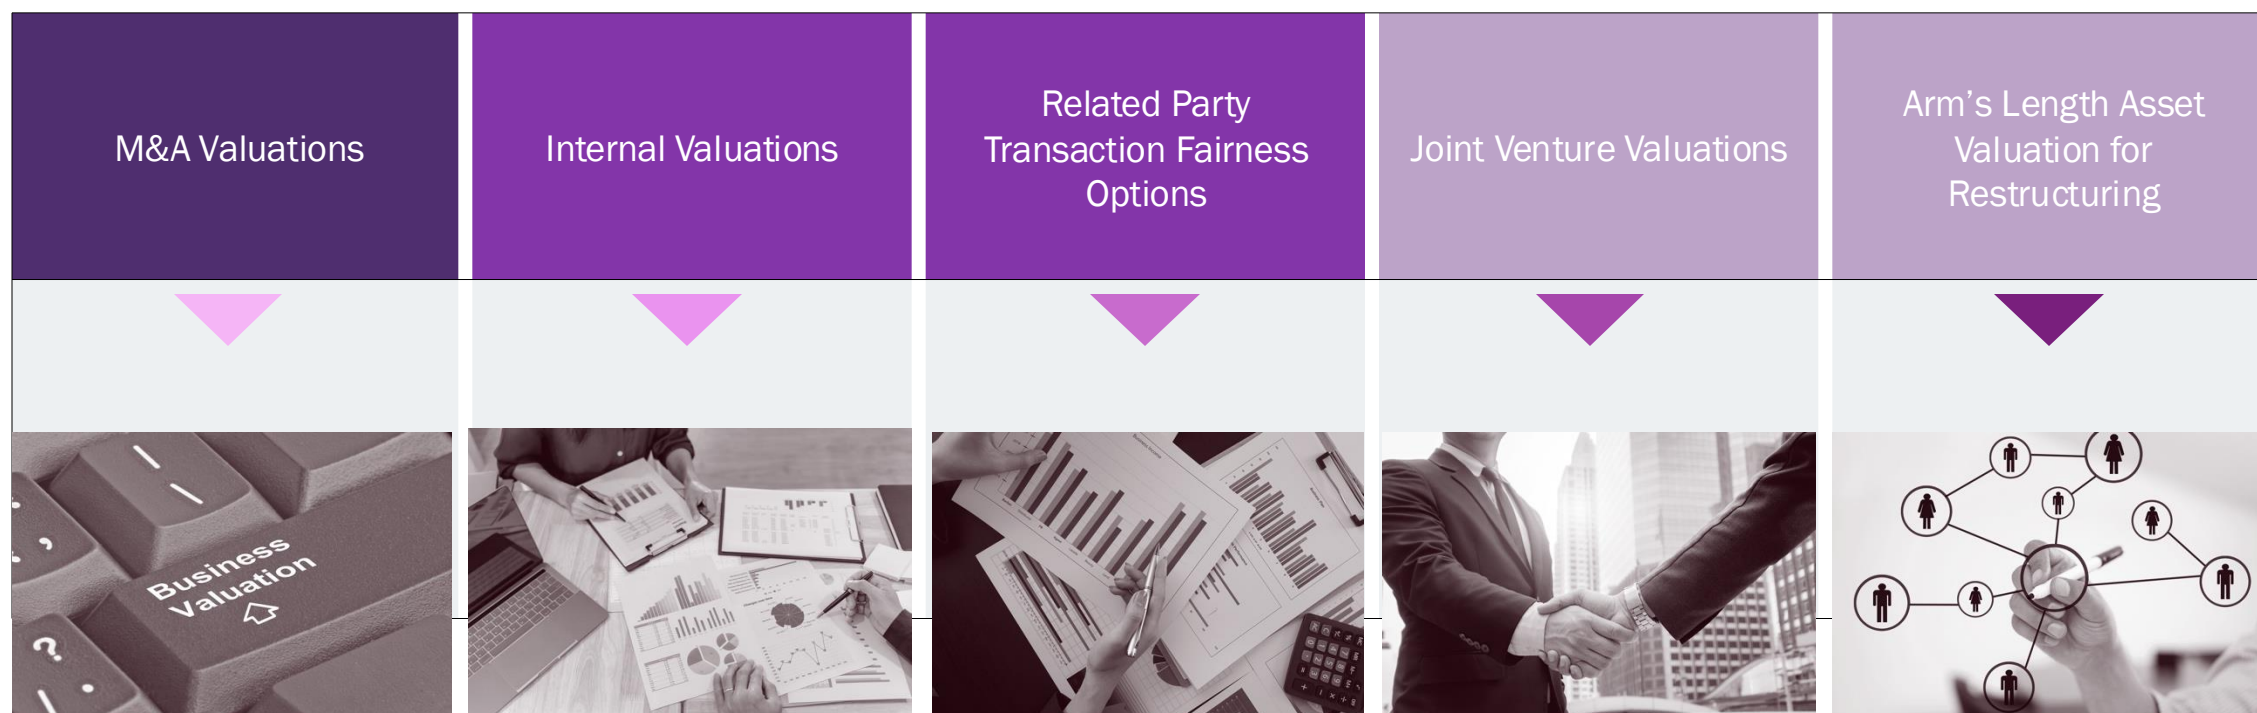 M&A Valuations
Internal Valuations
Related Party
Transaction Fairness
Options
Joint Venture Valuations
Arm’s Length Asset
Valuation for
Restructuring
Business
Valuation